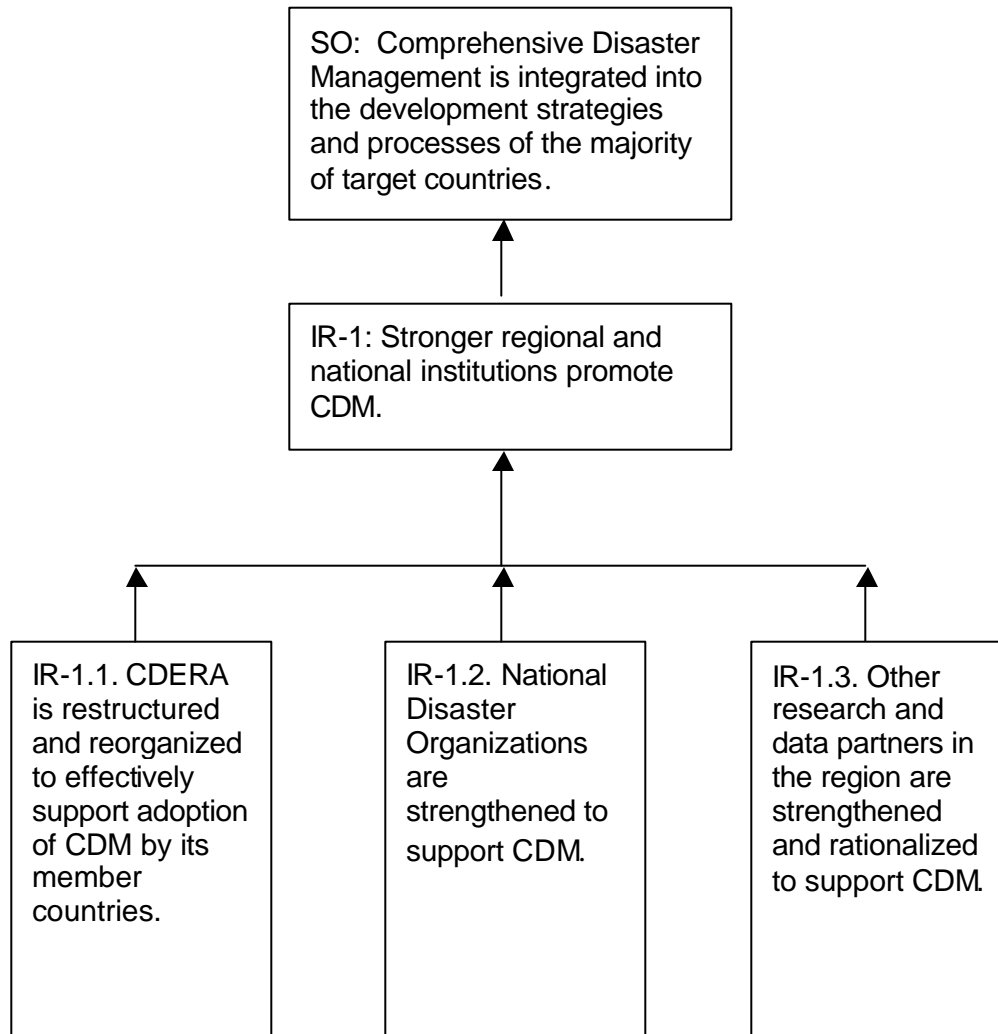 SO:  Comprehensive Disaster
Management is integrated into
the development strategies
and processes of the majority
of target countries.
IR-1: Stronger regional and
national institutions promote
CDM.
IR-1.1. CDERA
is restructured
and reorganized
to effectively
support adoption
of CDM by its
member
countries.
IR-1.2. National
Disaster
Organizations
are
strengthened to
support CDM.
IR-1.3. Other
research and
data partners in
the region are
strengthened
and rationalized
to support CDM.